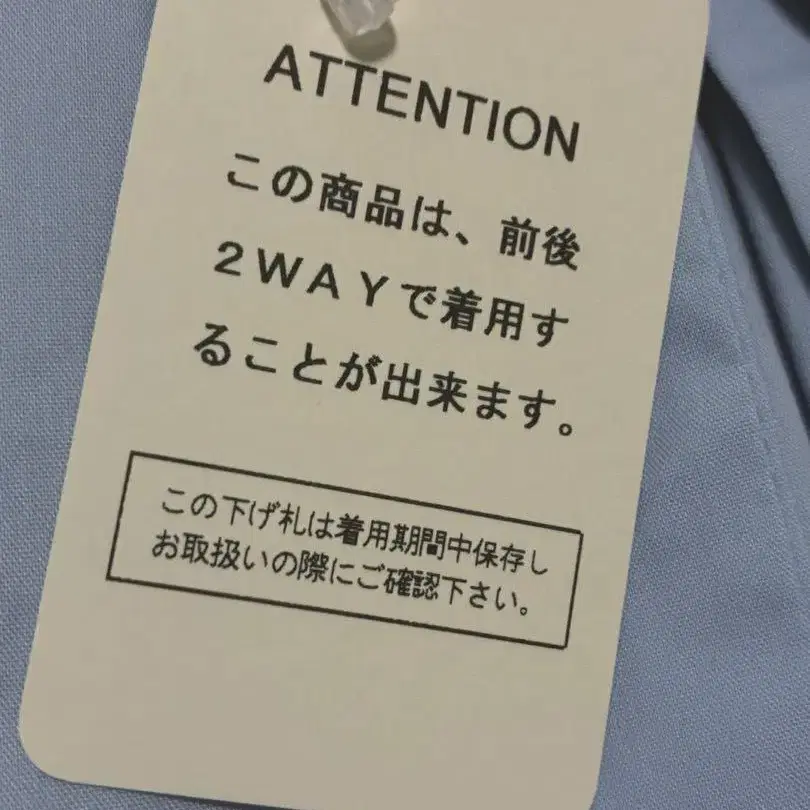 ATTENTION
この商品は、前後
２ＷＡＹで着用す
ることが出来ます。
この下げ札は着用期間中保存し
お取扱いの際にご確認下さい。